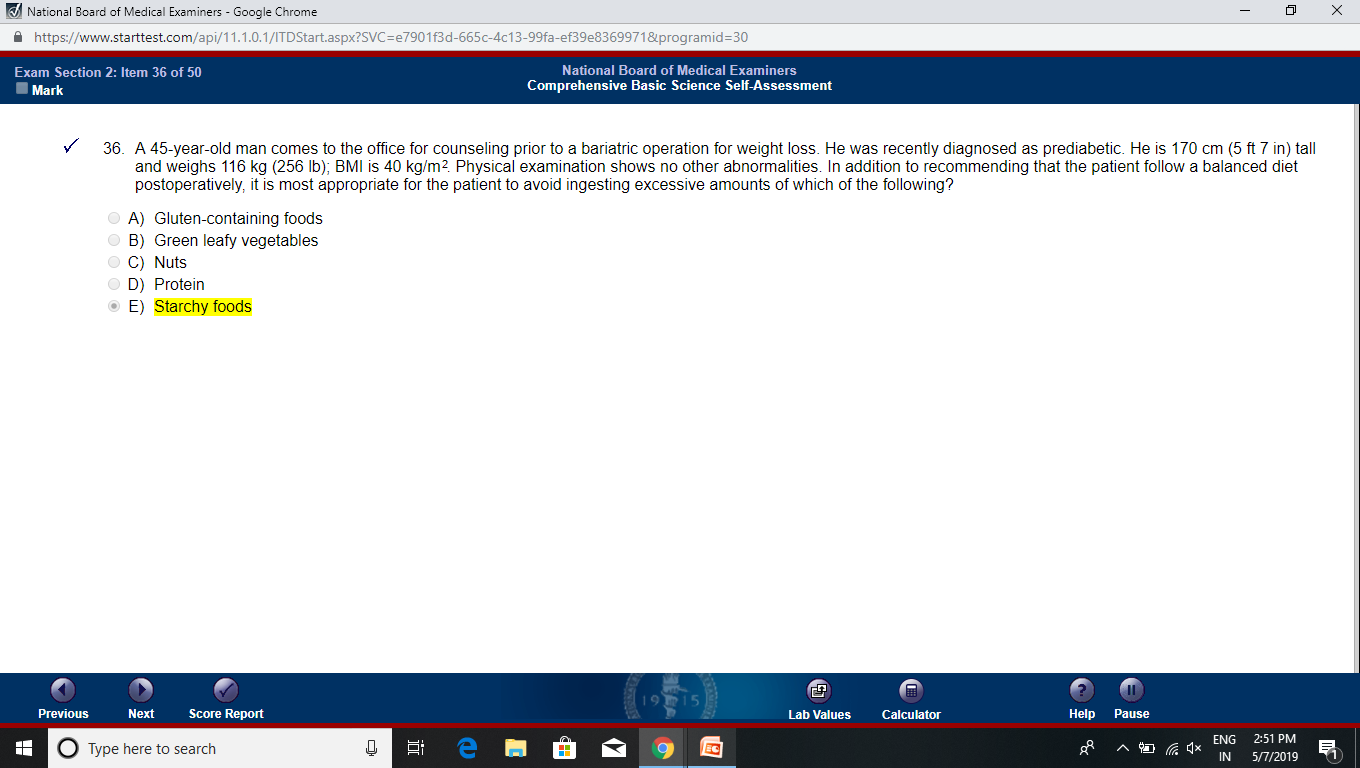 National Board of Medical Examiners - Google Chrome
https://www.starttest.com/api/11.1.0.1/ITDStart.aspx?SVC=e7901f3d-665c-4c13-99fa-ef39e8369971&programid=30
Exam Section 2: Item 36 of 50
National Board of Medical Examiners
Mark
Comprehensive Basic Science Self-Assessment
36. A 45-year-old man comes to the office for counseling prior to a bariatric operation for weight loss. He was recently diagnosed as prediabetic. He is 170 cm (5 ft 7 in) tall
and weighs 116 kg (256 lb); BMI is 40 kg/m2. Physical examination shows no other abnormalities. In addition to recommending that the patient follow a balanced diet
postoperatively, it is most appropriate for the patient to avoid ingesting excessive amounts of which of the following?
A) Gluten-containing foods
B) Green leafy vegetables
C) Nuts
D) Protein
E) Starchy foods
1915
Previous Next Score Report Lab Values Calculator Help Pause
Type here to search
ENG 2:51 PM
IN 5/7/2019
1